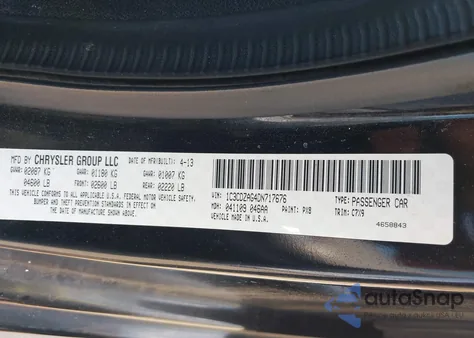 MFD BY CHRYSLER GROUP LLC
DATE OF MFR/BUILT: 4-13
GVWR: 02087 KG
04600 LB
GAWR FRONT: 01180 KG
02600 LB
GAWR REAR: 01007 KG
02220 LB
THIS VEHICLE CONFORMS TO ALL APPLICABLE U.S.A. FEDERAL MOTOR VEHICLE SAFETY,
BUMPER AND THEFT PREVENTION STANDARDS IN EFFECT ON
THE DATE OF MANUFACTURE SHOWN ABOVE.
VIN: 1C3CDZAG4DN717676
TYPE: PASSENGER CAR
MDH: 041109 046AA
PAINT: PX8
TRIM: C7X9
VEHICLE MADE IN U.S.A.
4658843
autoSnap